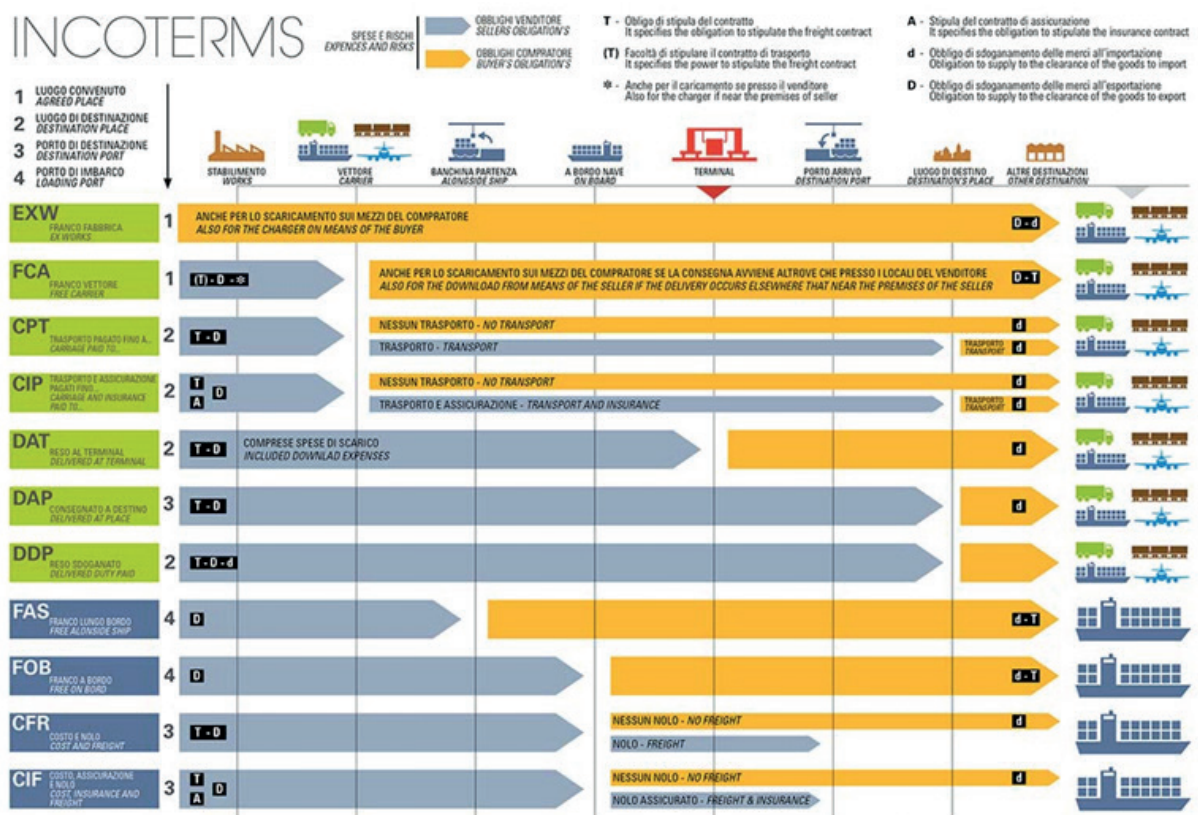 INCOTERMS
SPESE E RISCHI
EXPENCES AND RISKS
OBBLIGHI VENDITORE
SELLERS OBLIGATION'S
OBBLIGHI COMPRATORE
BUYER'S OBLIGATION'S
T - Obligo di stipula del contratto
It specifies the obligation to stipulate the freight contract
(T) Facoltà di stipulare il contratto di trasporto
It specifies the power to stipulate the freight contract
* - Anche per il caricamento se presso il venditore
Also for the charger if near the premises of seller
A - Stipula del contratto di assicurazione
It specifies the obligation to stipulate the insurance contract
d - Obbligo di sdoganamento delle merci all'importazione
Obligation to supply to the clearance of the goods to import
D - Obbligo di sdoganamento delle merci all'esportazione
Obligation to supply to the clearance of the goods to export
1 LUOGO CONVENUTO
AGREED PLACE
2 LUOGO DI DESTINAZIONE
DESTINATION PLACE
3 PORTO DI DESTINAZIONE
DESTINATION PORT
4 PORTO DI IMBARCO
LOADING PORT
STABILIMENTO
WORKS
VETTORE
CARRIER
BANCHINA PARTENZA
ALONGSIDE SHIP
A BORDO NAVE
ON BOARD
TERMINAL
PORTO ARRIVO
DESTINATION PORT
LUOGO DI DESTINO
DESTINATION'S PLACE
ALTRE DESTINAZIONI
OTHER DESTINATION
EXW
FRANCO FABBRICA
EX WORKS
1
ANCHE PER LO SCARICAMENTO SUI MEZZI DEL COMPRATORE
ALSO FOR THE CHARGER ON MEANS OF THE BUYER
D - d
FCA
FRANCO VETTORE
FREE CARRIER
1
(T) - D - *
ANCHE PER LO SCARICAMENTO SUI MEZZI DEL COMPRATORE SE LA CONSEGNA AVVIENE ALTROVE CHE PRESSO I LOCALI DEL VENDITORE
ALSO FOR THE DOWNLOAD FROM MEANS OF THE SELLER IF THE DELIVERY OCCURS ELSEWHERE THAT NEAR THE PREMISES OF THE SELLER
D - T
CPT
TRASPORTO PAGATO FINO A...
CARRIAGE PAID TO...
2
T - D
NESSUN TRASPORTO - NO TRANSPORT
d
TRASPORTO - TRANSPORT
TRASPORTO
TRANSPORT
d
CIP
TRASPORTO E ASSICURAZIONE
PAGATI FINO...
CARRIAGE AND INSURANCE
PAID TO...
2
T
A
D
NESSUN TRASPORTO - NO TRANSPORT
d
TRASPORTO E ASSICURAZIONE - TRANSPORT AND INSURANCE
TRASPORTO
TRANSPORT
d
DAT
RESO AL TERMINAL
DELIVERED AT TERMINAL
2
T - D
COMPRESE SPESE DI SCARICO
INCLUDED DOWNLAD EXPENSES
d
DAP
CONSEGNATO A DESTINO
DELIVERED AT PLACE
3
T - D
d
DDP
RESO SDOGANATO
DELIVERED DUTY PAID
2
T - D - d
FAS
FRANCO LUNGO BORDO
FREE ALONSIDE SHIP
4
D
d - T
FOB
FRANCO A BORDO
FREE ON BORD
4
D
d - T
CFR
COSTO E NOLO
COST AND FREIGHT
3
T - D
NESSUN NOLO - NO FREIGHT
d
NOLO - FREIGHT
CIF
COSTO, ASSICURAZIONE
E NOLO
COST, INSURANCE AND
FREIGHT
3
T
A
D
NESSUN NOLO - NO FREIGHT
d
NOLO ASSICURATO - FREIGHT & INSURANCE